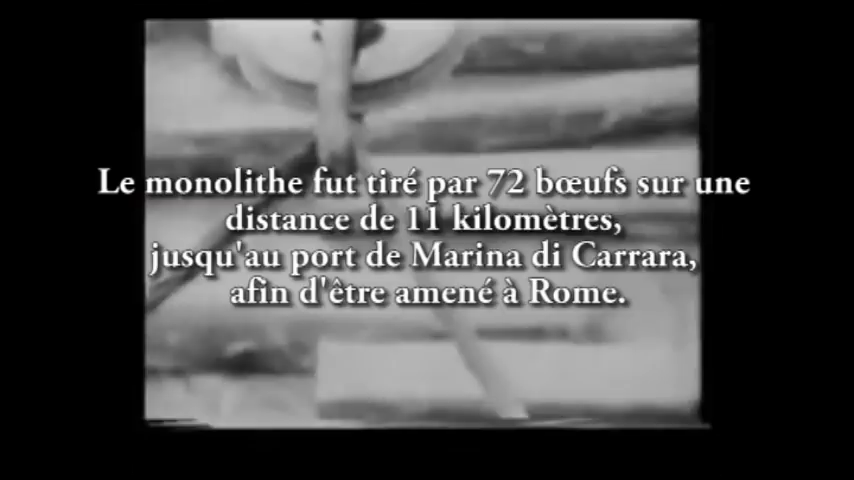 Le monolithe fut tiré par 72 bœufs sur une
distance de 11 kilomètres,
jusqu'au port de Marina di Carrara,
afin d'être amené à Rome.